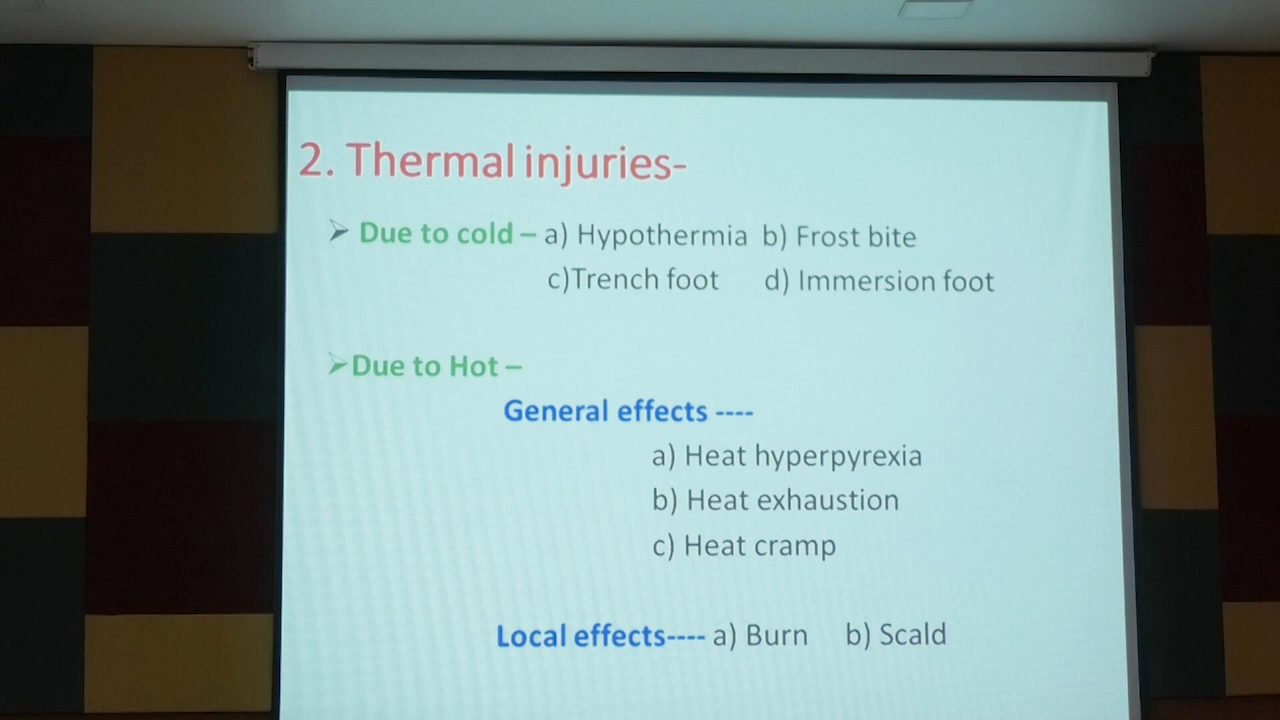 2. Thermal injuries-
➢ Due to cold – a) Hypothermia b) Frost bite
c)Trench foot d) Immersion foot
➢Due to Hot –
General effects ----
a) Heat hyperpyrexia
b) Heat exhaustion
c) Heat cramp
Local effects---- a) Burn b) Scald